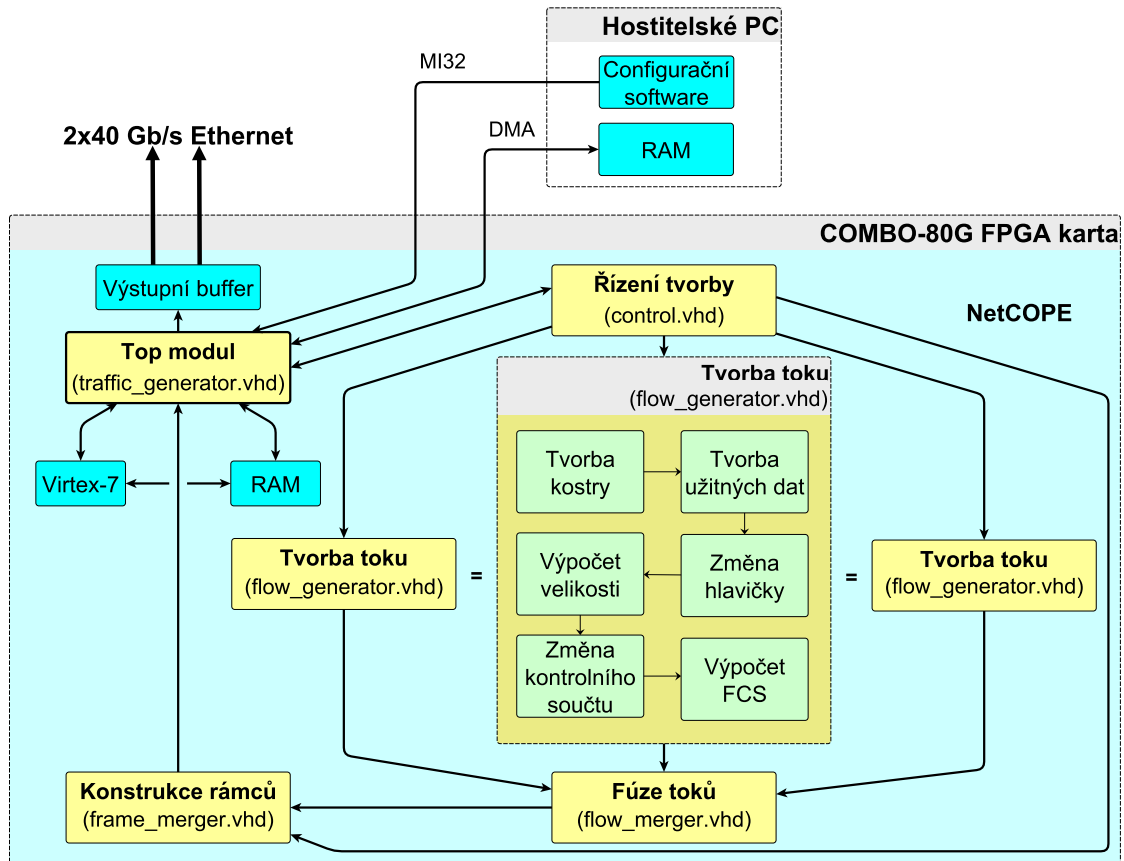 Hostitelské PC
MI32
Configurační
software
DMA
RAM
2x40 Gb/s Ethernet
COMBO-80G FPGA karta
Výstupní buffer
Řízení tvorby
(control.vhd)
NetCOPE
Top modul
(traffic_generator.vhd)
Tvorba toku
(flow_generator.vhd)
Virtex-7
RAM
Tvorba
kostry
Tvorba
užitných dat
Tvorba toku
(flow_generator.vhd)
=
Výpočet
velikosti
Změna
hlavičky
=
Tvorba toku
(flow_generator.vhd)
Změna
kontrolního
součtu
Výpočet
FCS
Konstrukce rámců
(frame_merger.vhd)
Fúze toků
(flow_merger.vhd)